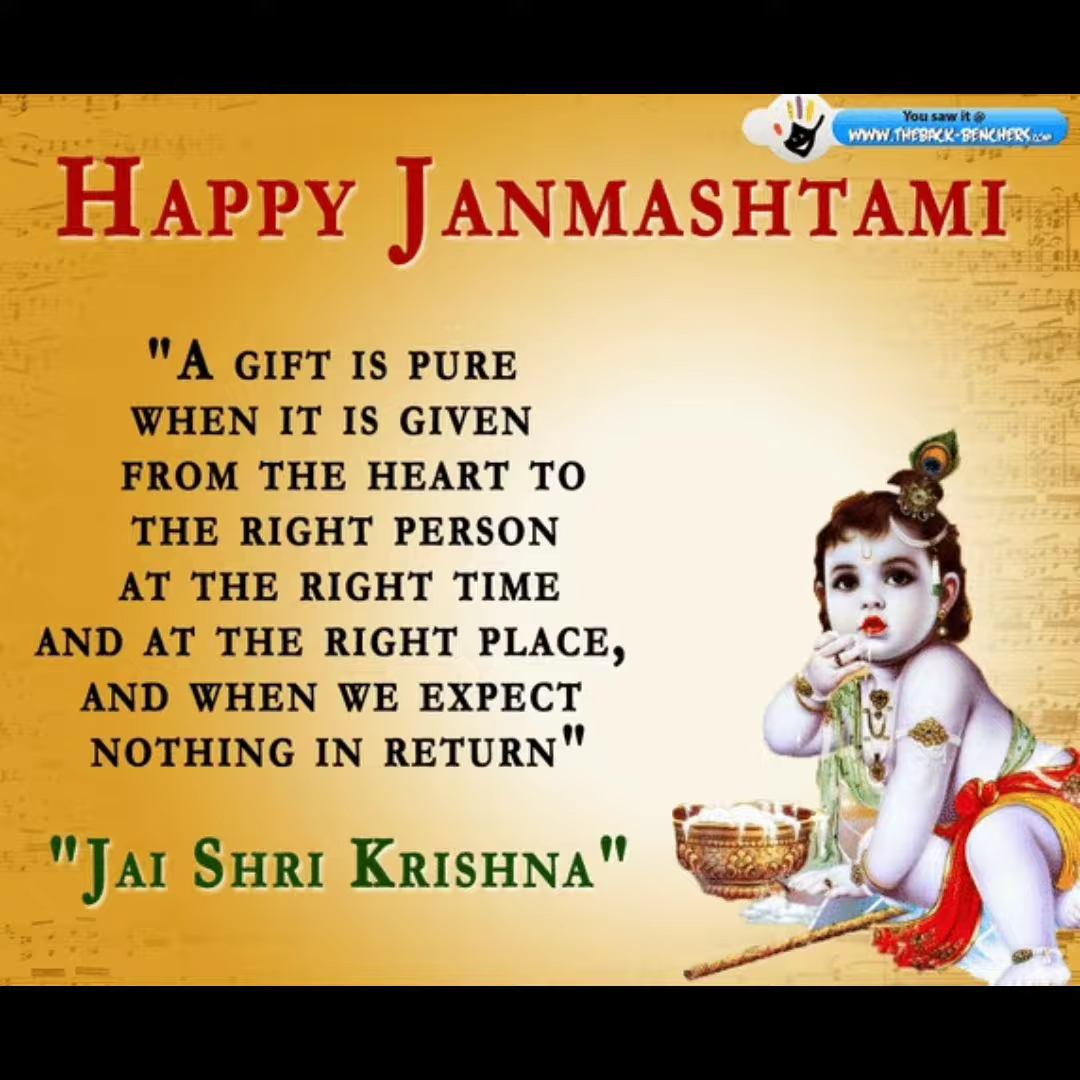 You saw it @
WWW.THEBACK-BENCHERS.COM
HAPPY JANMASHTAMI
"A GIFT IS PURE
WHEN IT IS GIVEN
FROM THE HEART TO
THE RIGHT PERSON
AT THE RIGHT TIME
AND AT THE RIGHT PLACE,
AND WHEN WE EXPECT
NOTHING IN RETURN"
"JAI SHRI KRISHNA"